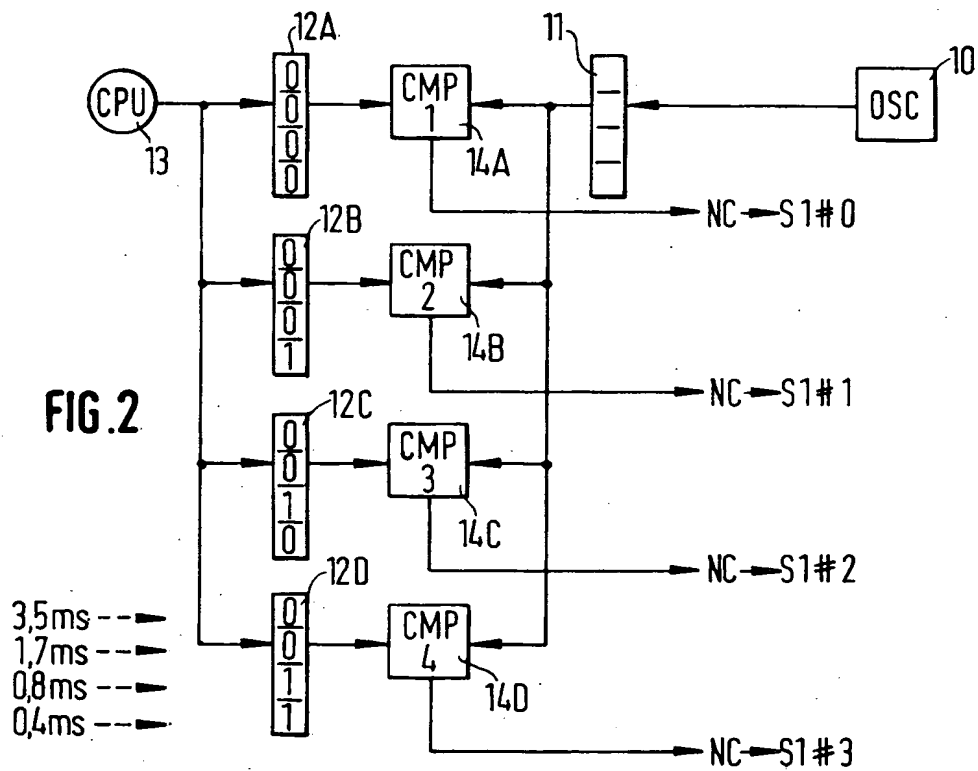 12A
11
10
CPU
0
0
0
0
CMP
1
OSC
13
14A
NC S1#0
12B
0
0
0
1
CMP
2
14B
NC S1#1
FIG.2
12C
0
0
1
0
CMP
3
14C
NC S1#2
12D
0
0
1
1
CMP
4
14D
3,5ms
1,7ms
0,8ms
0,4ms
NC S1#3